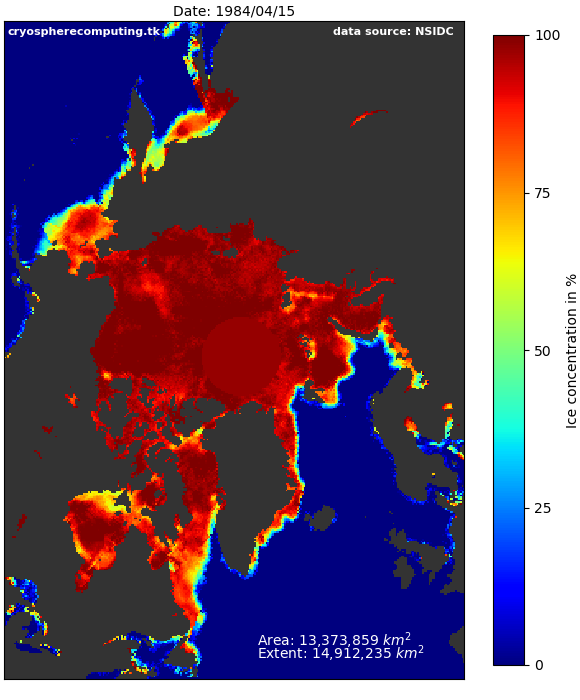 Date: 1984/04/15
cryospherecomputing.tk data source: NSIDC
100
75
50
25
0
Ice concentration in %
Area: 13,373,859 km²
Extent: 14,912,235 km²